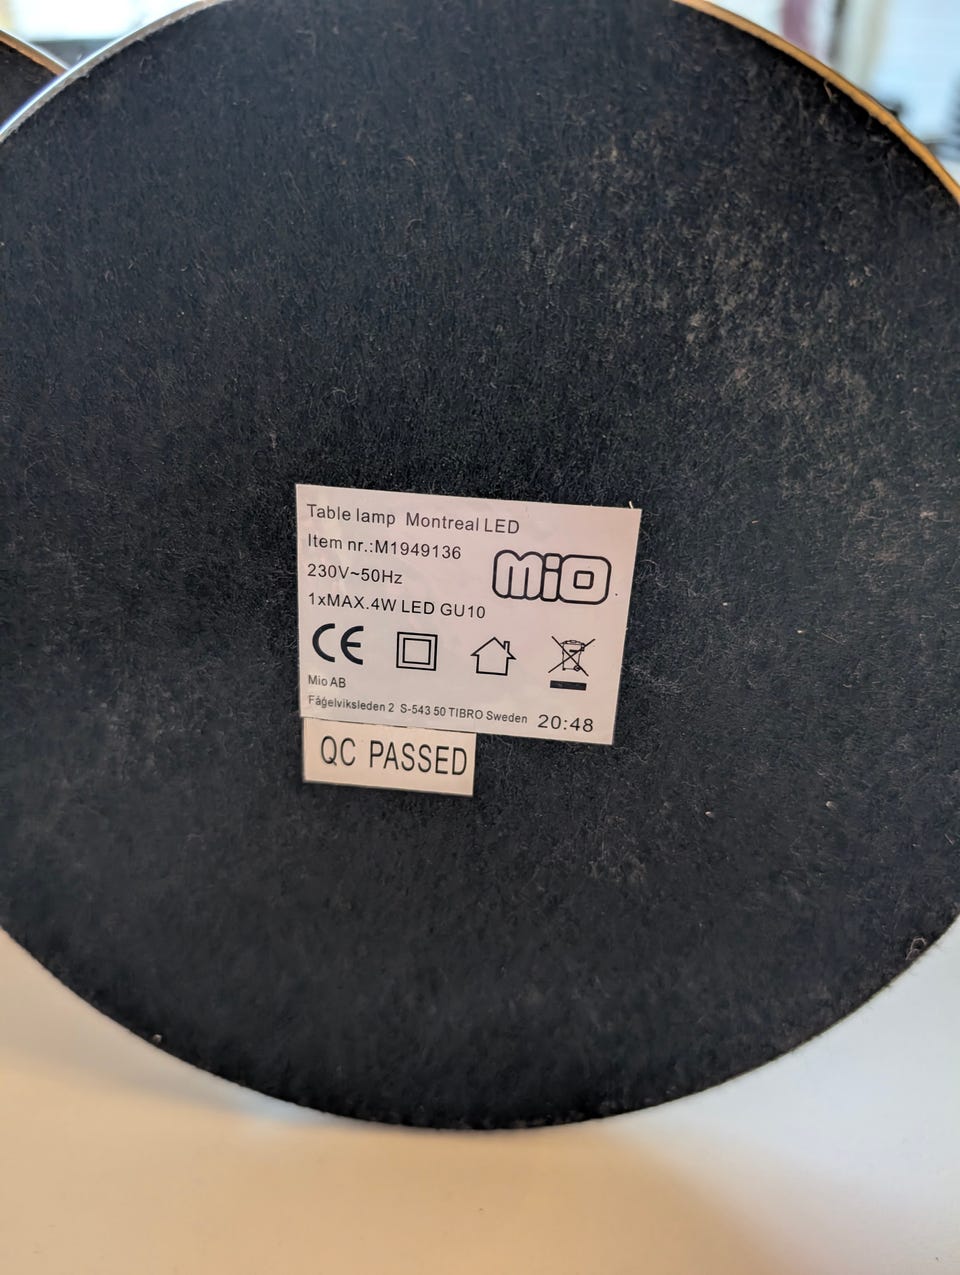 Table lamp Montreal LED
Item nr.:M1949136
mio
230V~50Hz
1xMAX.4W LED GU10
CE
Mio AB
Fågelviksleden 2 S-543 50 TIBRO Sweden 20:48
QC PASSED